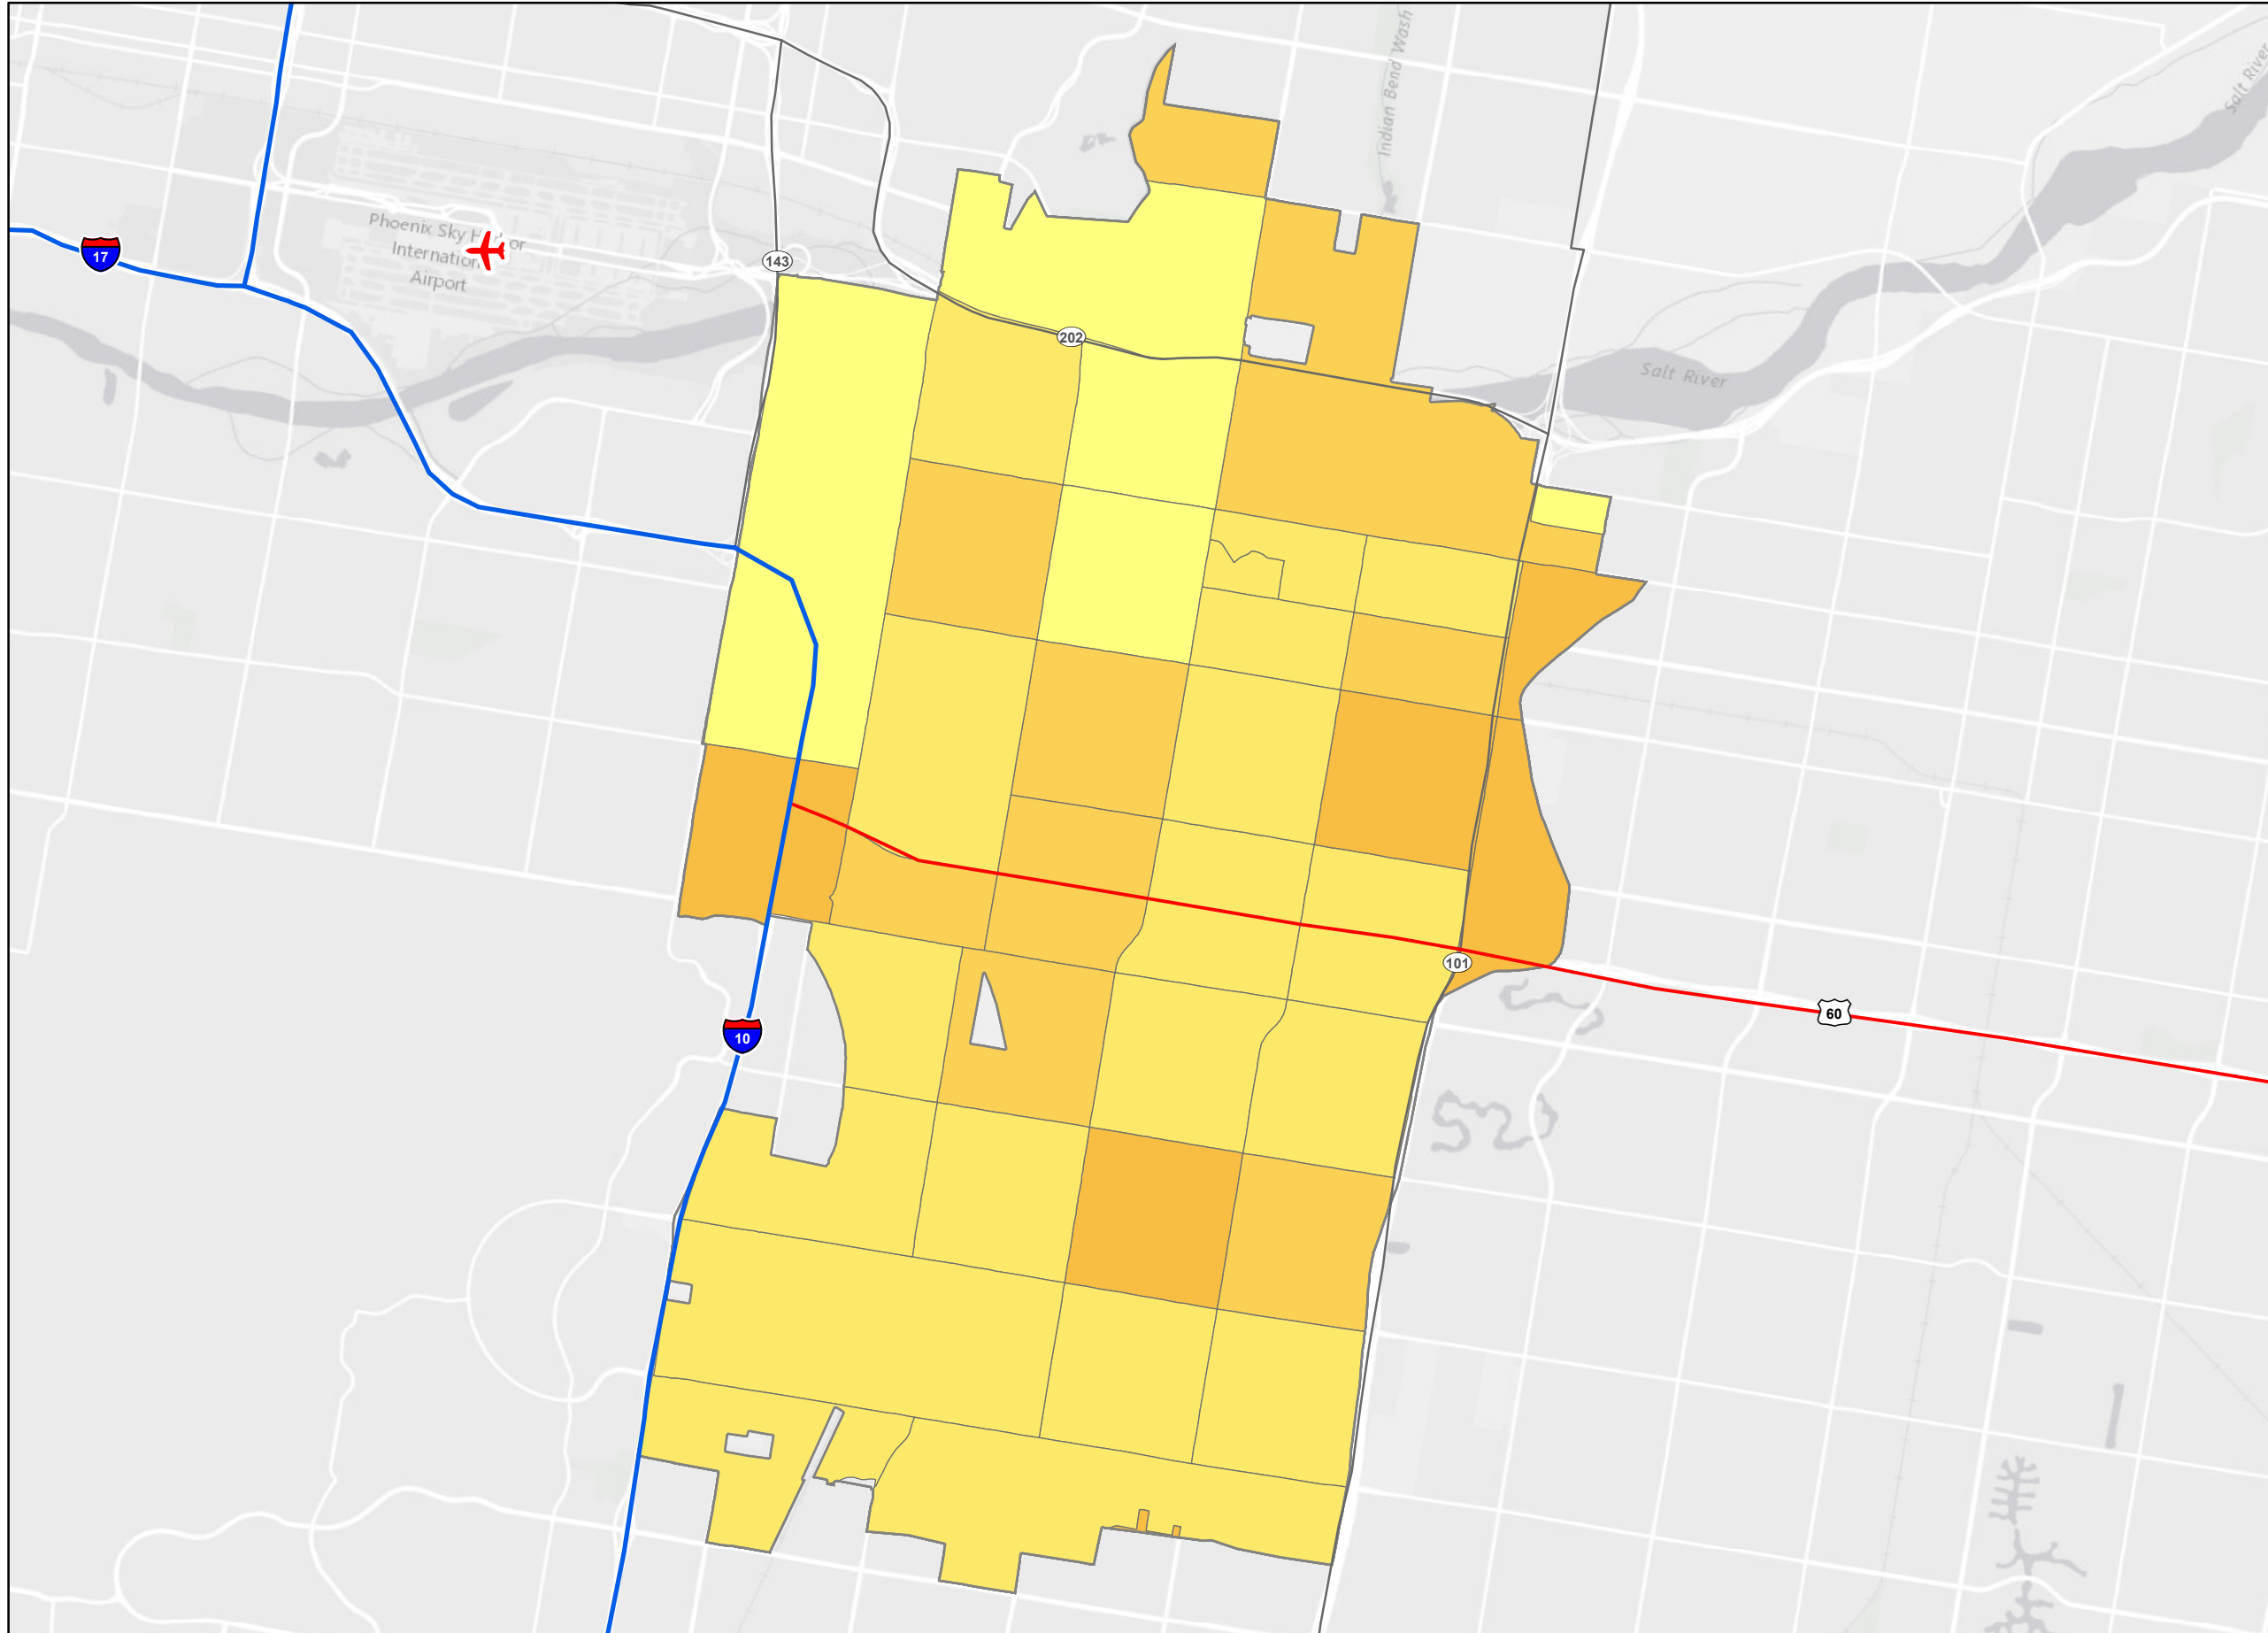 Indian Bend Wash
Salt River
Phoenix Sky Harbor
International
Airport
17
143
202
Salt River
101
60
10